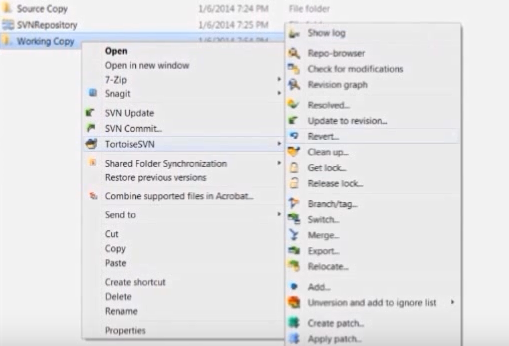 Source Copy 1/6/2014 7:24 PM File folder
SVNRepository 1/6/2014 7:25 PM File folder
Working Copy
Open
Open in new window
7-Zip
Snagit
SVN Update
SVN Commit...
TortoiseSVN
Shared Folder Synchronization
Restore previous versions
Combine supported files in Acrobat...
Send to
Cut
Copy
Paste
Create shortcut
Delete
Rename
Properties
Show log
Repo-browser
Check for modifications
Revision graph
Resolved...
Update to revision...
Revert...
Clean up...
Get lock...
Release lock...
Branch/tag...
Switch...
Merge...
Export...
Relocate...
Add...
Unversion and add to ignore list
Create patch...
Apply patch...